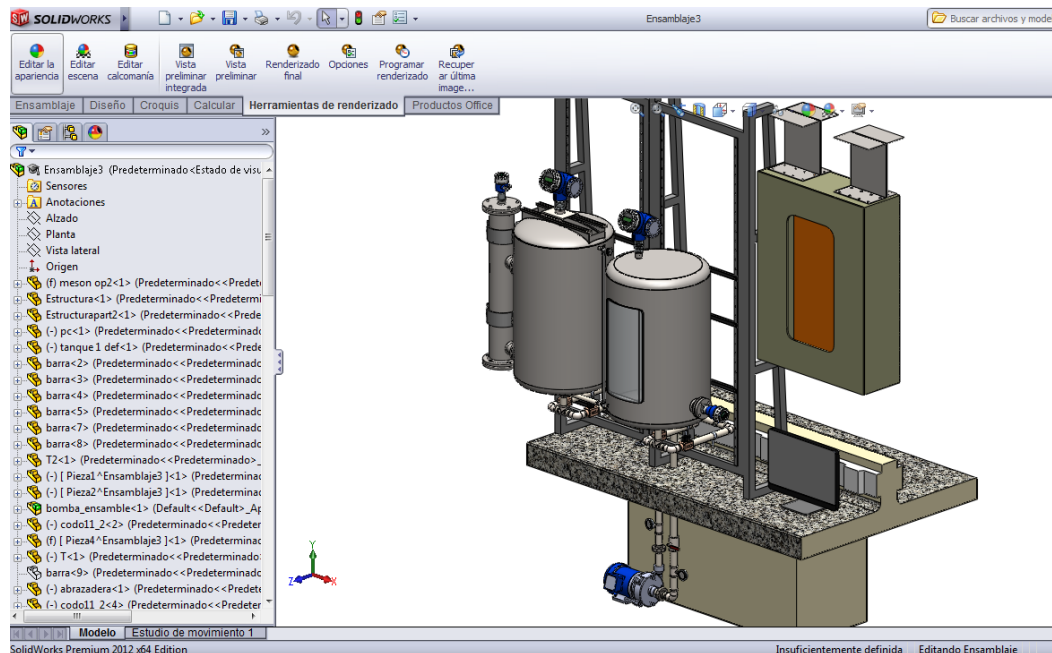 SOLIDWORKS
Ensamblaje3
Buscar archivos y mode
Editar la apariencia
Editar escena
Editar calcomanía
Vista preliminar integrada
Vista preliminar
Renderizado final
Opciones
Programar renderizado
Recuper ar última image...
Ensamblaje Diseño Croquis Calcular Herramientas de renderizado Productos Office
Ensamblaje3 (Predeterminado<Estado de visu
Sensores
Anotaciones
Alzado
Planta
Vista lateral
Origen
(f) meson op2<1> (Predeterminado<<Predete
Estructura<1> (Predeterminado<<Predetermi
Estructurapart2<1> (Predeterminado<<Prede
(-) pc<1> (Predeterminado<<Predeterminado
(-) tanque 1 def<1> (Predeterminado<<Prede
barra<2> (Predeterminado<<Predeterminado
barra<3> (Predeterminado<<Predeterminado
barra<4> (Predeterminado<<Predeterminado
barra<5> (Predeterminado<<Predeterminado
barra<7> (Predeterminado<<Predeterminado
barra<8> (Predeterminado<<Predeterminado
T2<1> (Predeterminado<<Predeterminado>_
(-) [ Pieza1^Ensamblaje3 ]<1> (Predeterminac
(-) [ Pieza2^Ensamblaje3 ]<1> (Predeterminac
bomba_ensamble<1> (Default<<Default>_Ap
(-) codo11_2<2> (Predeterminado<<Predeter
(f) [ Pieza4^Ensamblaje3 ]<1> (Predeterminac
(-) T<1> (Predeterminado<<Predeterminado
barra<9> (Predeterminado<<Predeterminado
(-) abrazadera<1> (Predeterminado<<Predete
(-) codo11_2<4> (Predeterminado<<Predeter
Y
Z X
Modelo Estudio de movimiento 1
SolidWorks Premium 2012 x64 Edition
Insuficientemente definida Editando Ensamblaje